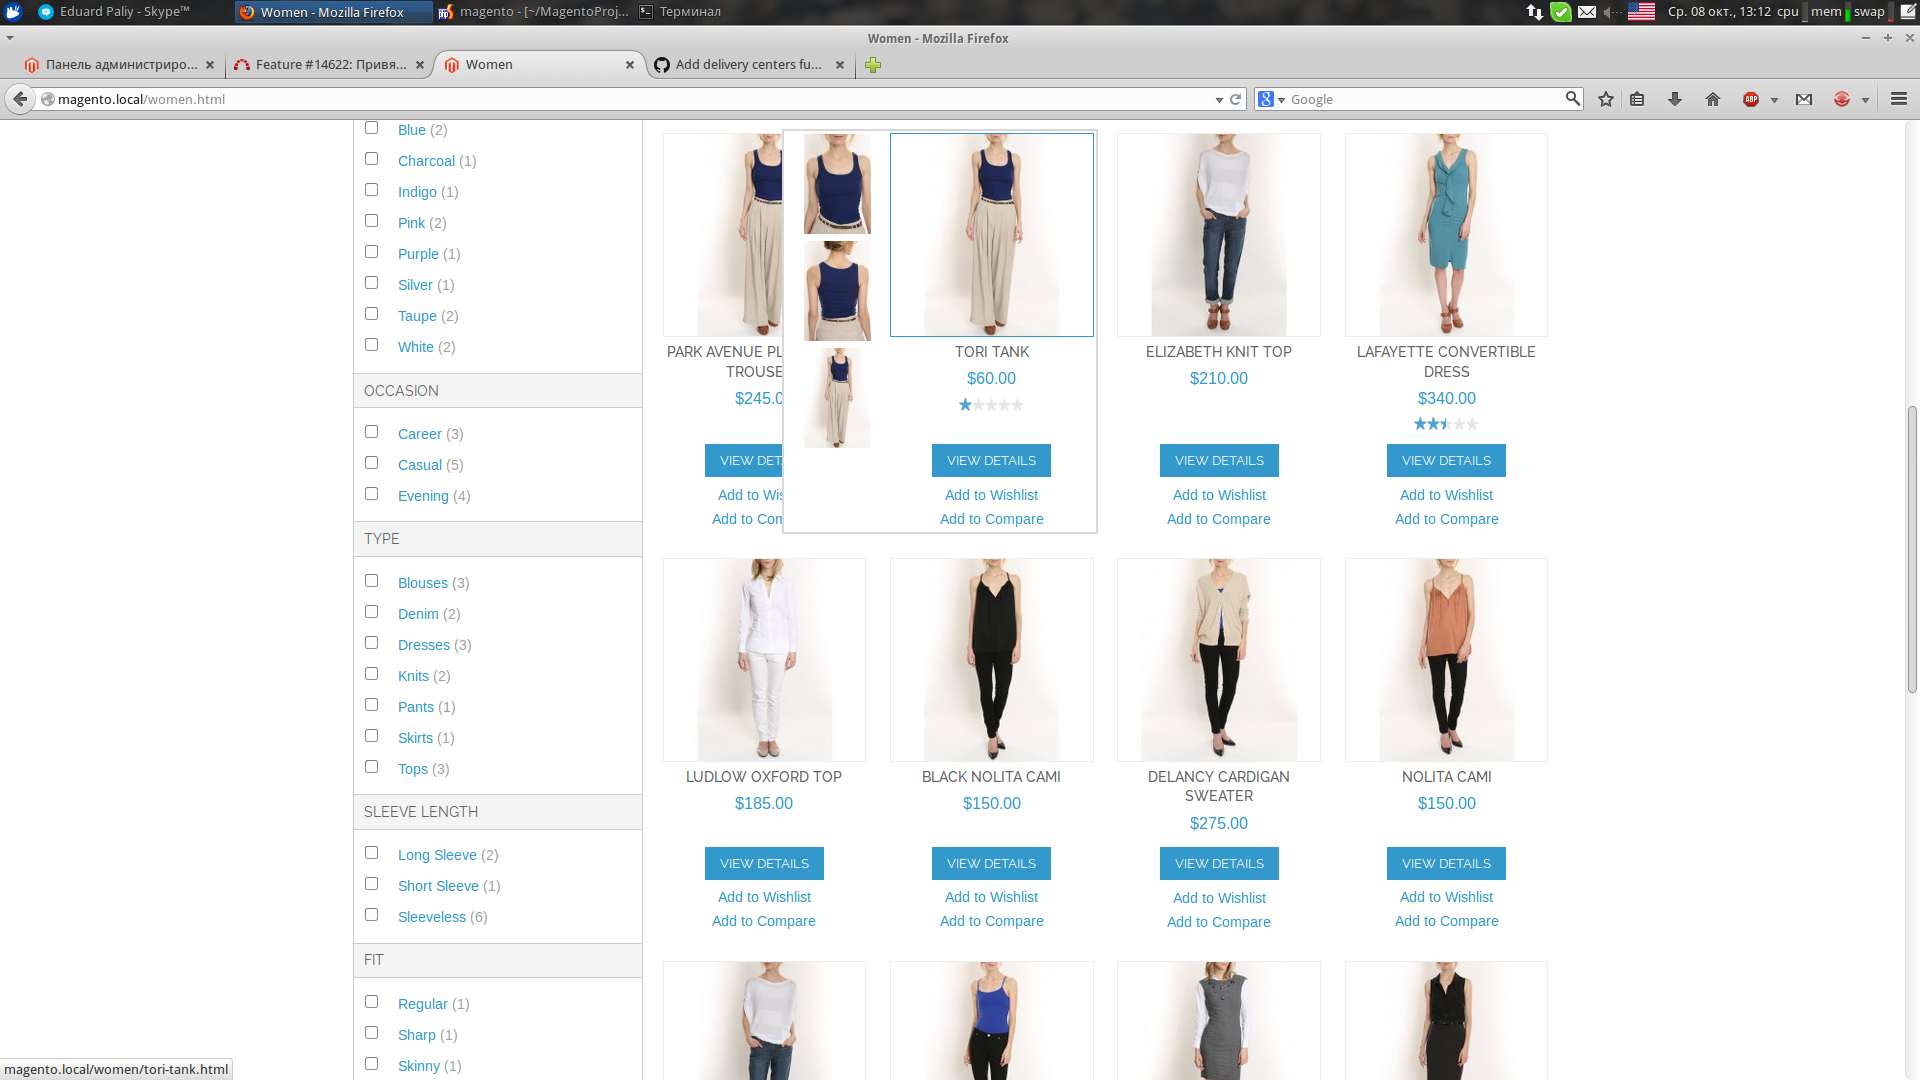 Eduard Paliy - Skype™
Women - Mozilla Firefox
magento - [~/MagentoProj...
Терминал
Ср. 08 окт., 13:12 cpu mem swap
Women - Mozilla Firefox
Панель администриро...
Feature #14622: Привя...
Women
Add delivery centers fu...
magento.local/women.html
Google
ABP
Blue (2)
Charcoal (1)
Indigo (1)
Pink (2)
Purple (1)
Silver (1)
Taupe (2)
White (2)
OCCASION
Career (3)
Casual (5)
Evening (4)
TYPE
Blouses (3)
Denim (2)
Dresses (3)
Knits (2)
Pants (1)
Skirts (1)
Tops (3)
SLEEVE LENGTH
Long Sleeve (2)
Short Sleeve (1)
Sleeveless (6)
FIT
Regular (1)
Sharp (1)
Skinny (1)
PARK AVENUE PL
TROUSE
$245.0
VIEW DET
Add to Wis
Add to Com
TORI TANK
$60.00
VIEW DETAILS
Add to Wishlist
Add to Compare
ELIZABETH KNIT TOP
$210.00
VIEW DETAILS
Add to Wishlist
Add to Compare
LAFAYETTE CONVERTIBLE
DRESS
$340.00
VIEW DETAILS
Add to Wishlist
Add to Compare
LUDLOW OXFORD TOP
$185.00
VIEW DETAILS
Add to Wishlist
Add to Compare
BLACK NOLITA CAMI
$150.00
VIEW DETAILS
Add to Wishlist
Add to Compare
DELANCY CARDIGAN
SWEATER
$275.00
VIEW DETAILS
Add to Wishlist
Add to Compare
NOLITA CAMI
$150.00
VIEW DETAILS
Add to Wishlist
Add to Compare
magento.local/women/tori-tank.html